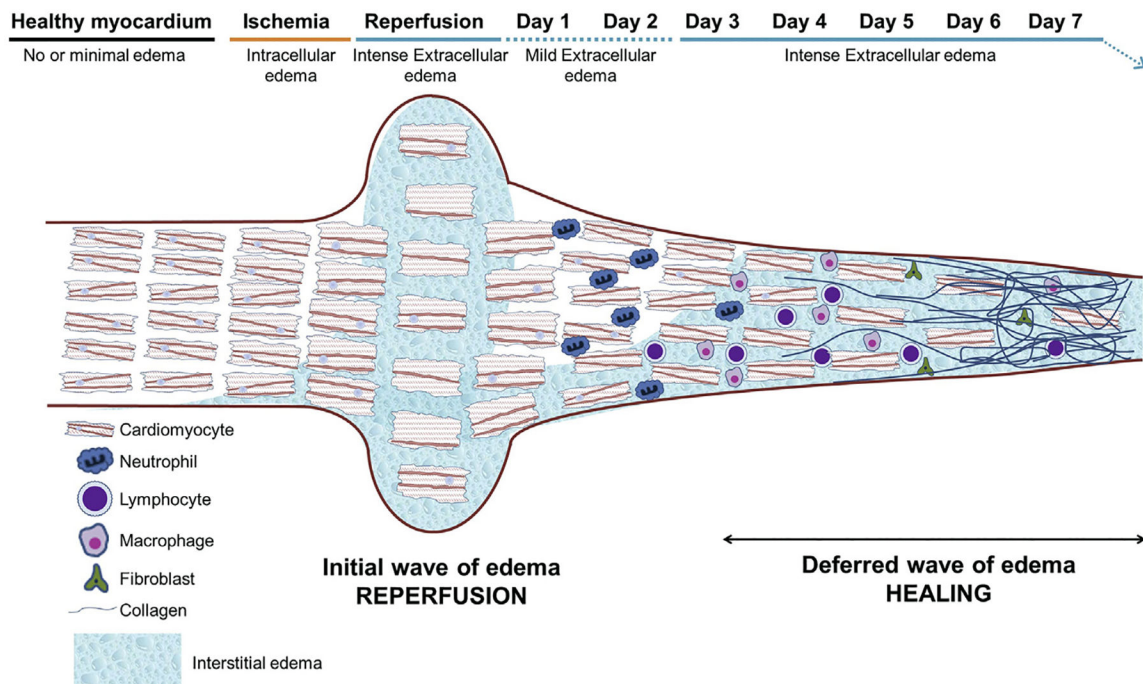 Healthy myocardium
No or minimal edema
Ischemia
Intracellular
edema
Reperfusion
Intense Extracellular
edema
Day 1 Day 2
Mild Extracellular
edema
Day 3 Day 4 Day 5 Day 6 Day 7
Intense Extracellular edema
Cardiomyocyte
Neutrophil
Lymphocyte
Macrophage
Fibroblast
Collagen
Interstitial edema
Initial wave of edema
REPERFUSION
Deferred wave of edema
HEALING